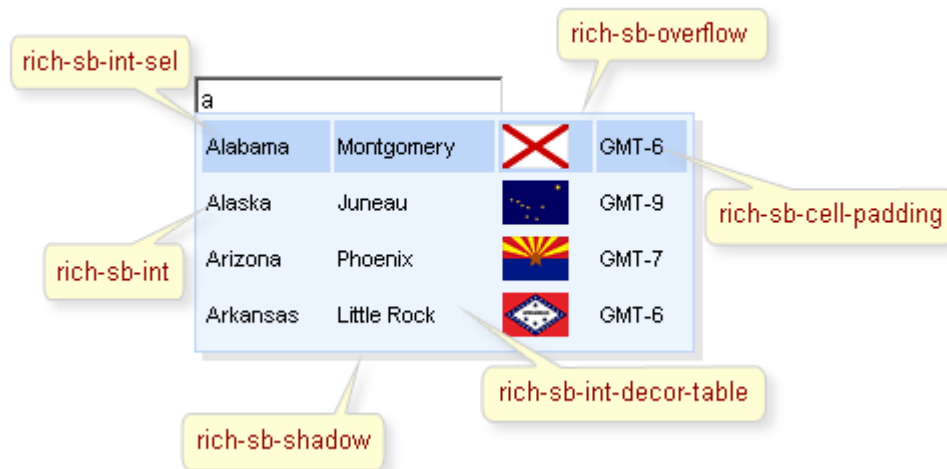 rich-sb-overflow
rich-sb-int-sel
a
Alabama Montgomery GMT-6
Alaska Juneau GMT-9
rich-sb-cell-padding
Arizona Phoenix GMT-7
rich-sb-int
Arkansas Little Rock GMT-6
rich-sb-int-decor-table
rich-sb-shadow